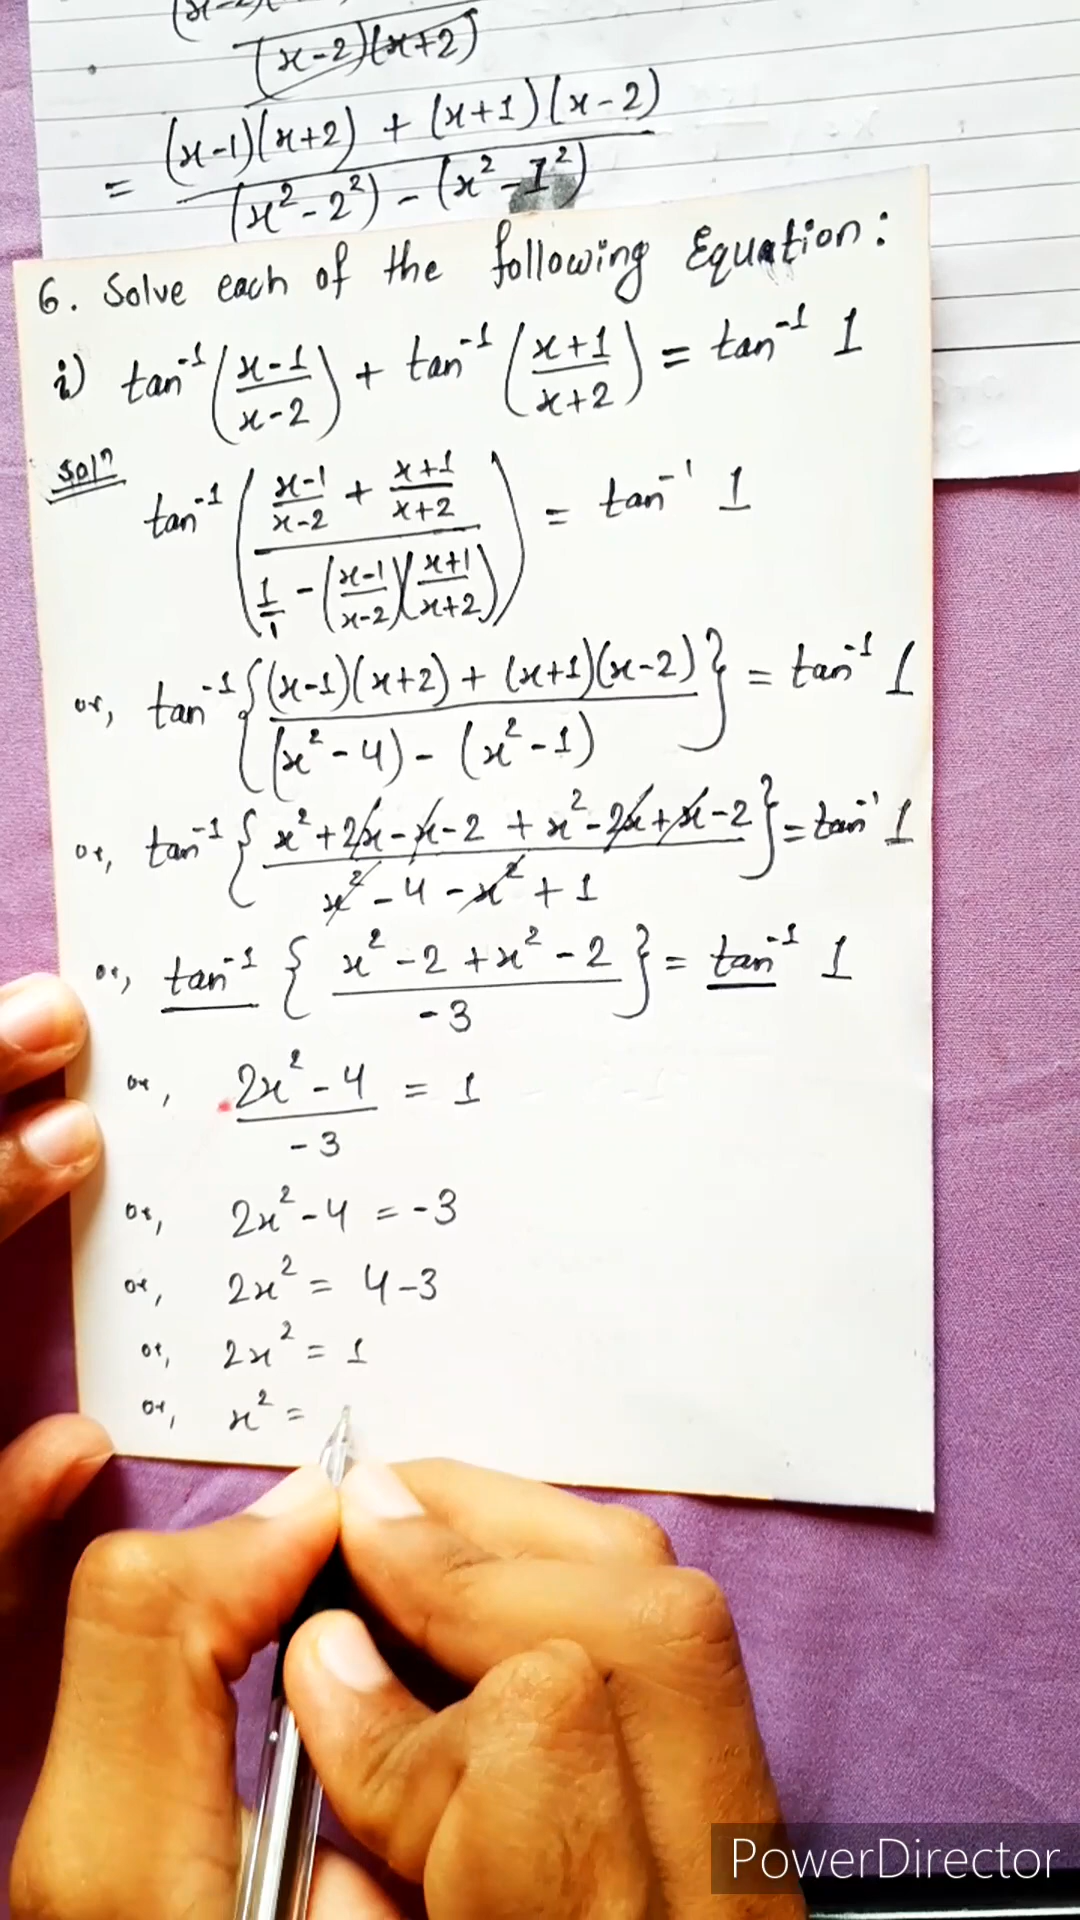 (x-2)(x+2)
= (x-1)(x+2) + (x+1)(x-2)
(x²-2²) - (x²-1²)
6. Solve each of the following Equation:
i) tan⁻¹((x-1)/(x-2)) + tan⁻¹((x+1)/(x+2)) = tan⁻¹ 1
Solⁿ
tan⁻¹(((x-1)/(x-2) + (x+1)/(x+2))/(1/1 - ((x-1)/(x-2))((x+1)/(x+2)))) = tan⁻¹ 1
or, tan⁻¹{((x-1)(x+2) + (x+1)(x-2))/((x²-4) - (x²-1))} = tan⁻¹ 1
or, tan⁻¹{(x²+2x-x-2 + x²-2x+x-2)/(x²-4-x²+1)} = tan⁻¹ 1
or, tan⁻¹{(x²-2+x²-2)/-3} = tan⁻¹ 1
or, (2x²-4)/-3 = 1
or, 2x²-4 = -3
or, 2x² = 4-3
or, 2x² = 1
or, x² =
PowerDirector